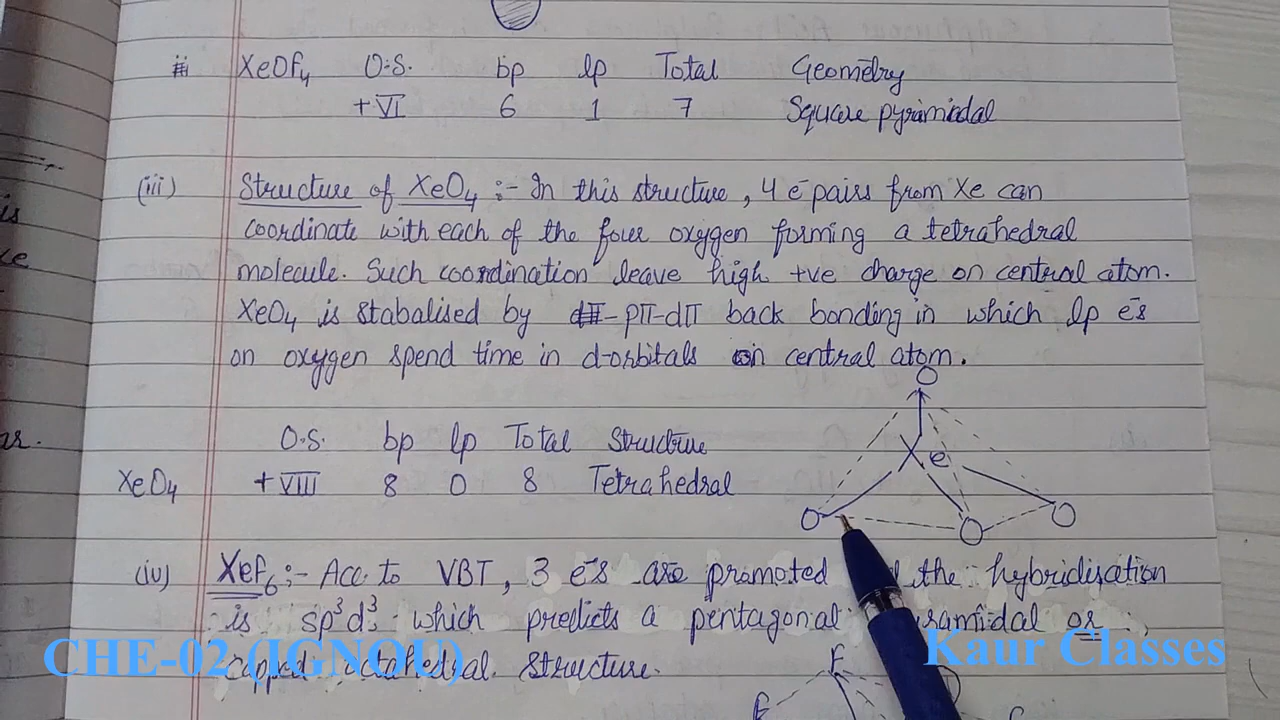 ii XeOF4 O.S. bp lp Total Geometry
+VI 6 1 7 Square pyramidal
(iii) Structure of XeO4 :- In this structure, 4 e̅ pairs from Xe can
coordinate with each of the four oxygen forming a tetrahedral
molecule. Such coordination leave high +ve charge on central atom.
XeO4 is stabalised by pπ-dπ back bonding in which lp e̅s
on oxygen spend time in d-orbitals on central atom.
O
O.S. bp lp Total Structure
Xe
XeO4 +VIII 8 0 8 Tetrahedral
O O O
(iv) XeF6 :- Acc. to VBT, 3 e̅s are promoted the hybridisation
is sp³d³ which predicts a pentagonal or
capped octahedral structure.
CHE-02 (IGNOU) Kaur Classes
F
F